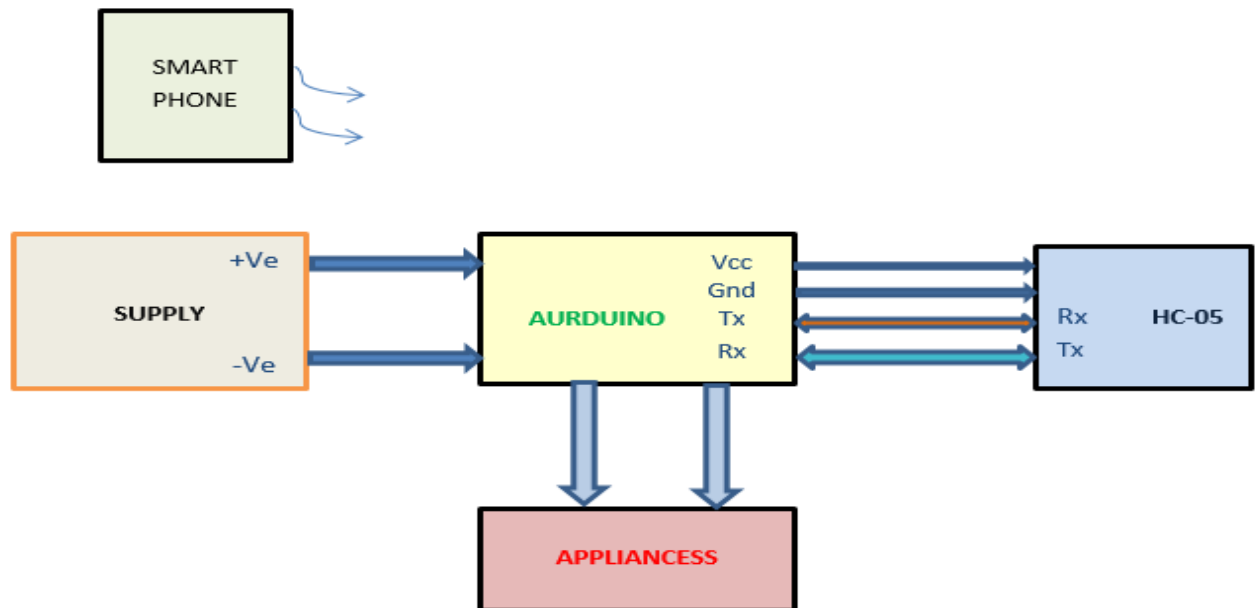 SMART
PHONE
+Ve
SUPPLY
-Ve
Vcc
Gnd
AURDUINO
Tx
Rx
Rx
HC-05
Tx
APPLIANCESS